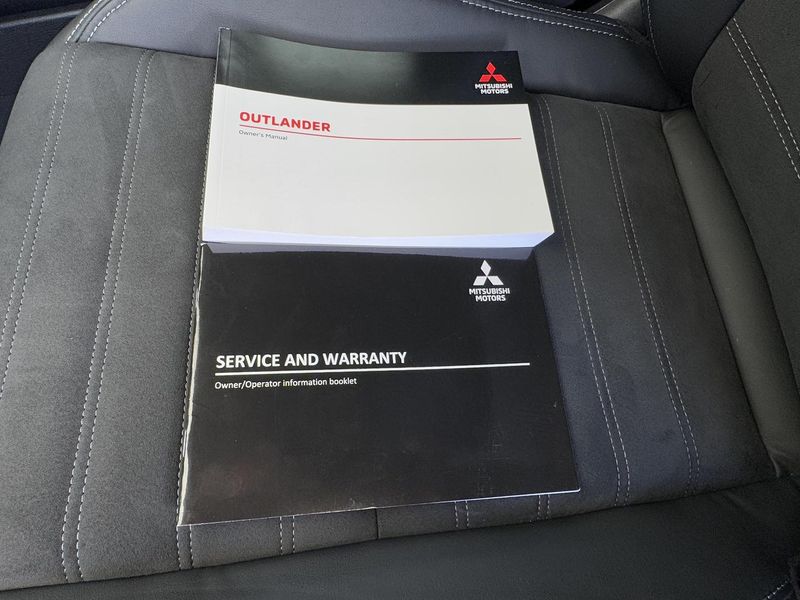 MITSUBISHI
MOTORS
OUTLANDER
Owner's Manual
MITSUBISHI
MOTORS
SERVICE AND WARRANTY
Owner/Operator information booklet